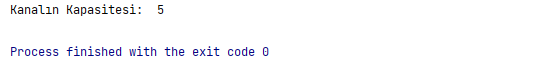 Kanalın Kapasitesi:  5
Process finished with the exit code 0